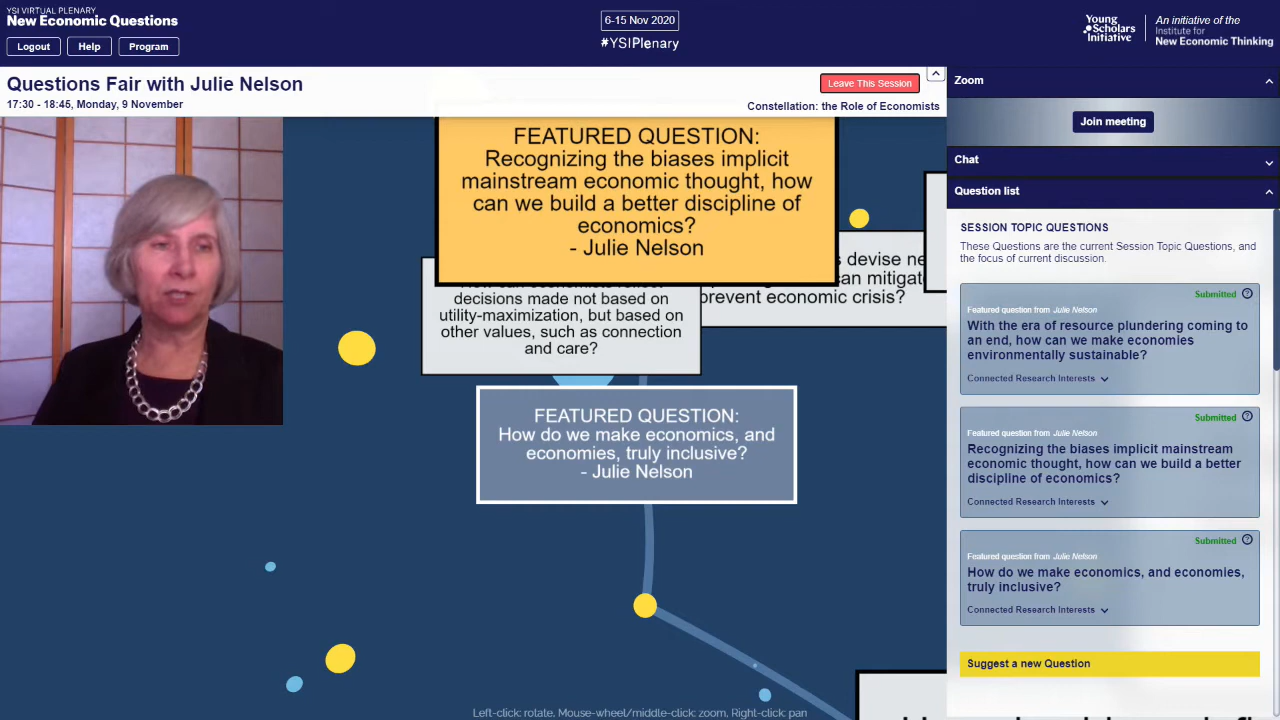 YSI VIRTUAL PLENARY
New Economic Questions
Logout
Help
Program
6-15 Nov 2020
#YSIPlenary
Young
Scholars
Initiative
An initiative of the
Institute for
New Economic Thinking
Questions Fair with Julie Nelson
17:30 - 18:45, Monday, 9 November
Leave This Session
Constellation: the Role of Economists
FEATURED QUESTION:
Recognizing the biases implicit
mainstream economic thought, how
can we build a better discipline of
economics?
- Julie Nelson
decisions made not based on
utility-maximization, but based on
other values, such as connection
and care?
devise
can
prevent economic crisis?
FEATURED QUESTION:
How do we make economics, and
economies, truly inclusive?
- Julie Nelson
Left-click: rotate. Mouse-wheel/middle-click: zoom, Right-click: pan
Zoom
Join meeting
Chat
Question list
SESSION TOPIC QUESTIONS
These Questions are the current Session Topic Questions, and
the focus of current discussion.
Submitted
Featured question from Julie Nelson
With the era of resource plundering coming to
an end, how can we make economies
environmentally sustainable?
Connected Research Interests
Submitted
Featured question from Julie Nelson
Recognizing the biases implicit mainstream
economic thought, how can we build a better
discipline of economics?
Connected Research Interests
Submitted
Featured question from Julie Nelson
How do we make economics, and economies,
truly inclusive?
Connected Research Interests
Suggest a new Question